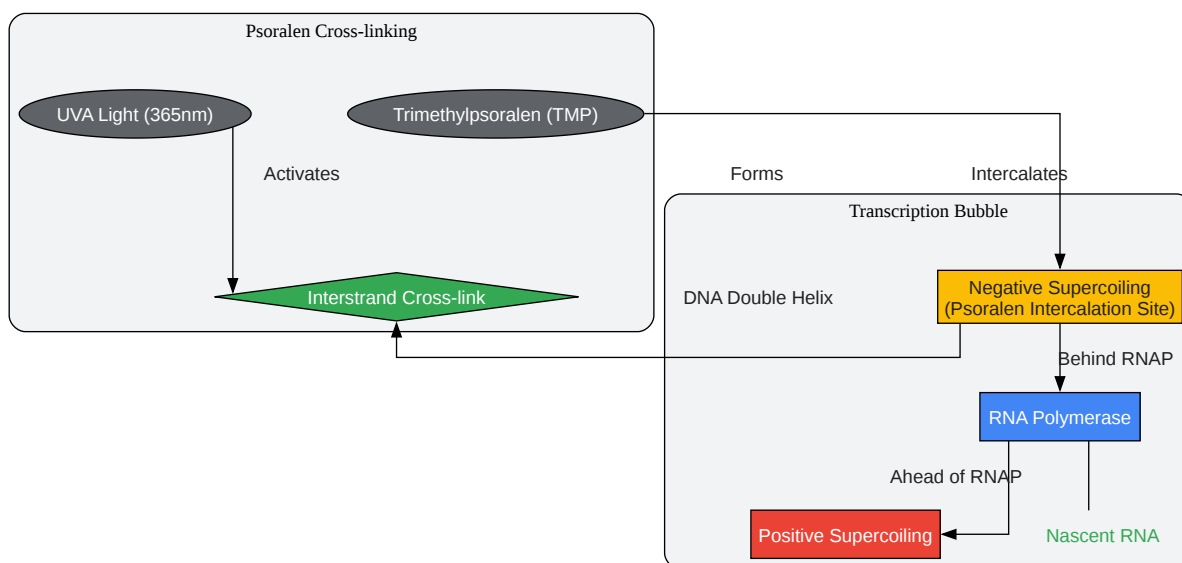 Psoralen Cross-linking
UVA Light (365nm)
Trimethylpsoralen (TMP)
Activates
Forms
Intercalates
Transcription Bubble
Interstrand Cross-link
DNA Double Helix
Negative Supercoiling
(Psoralen Intercalation Site)
Behind RNAP
RNA Polymerase
Ahead of RNAP
Positive Supercoiling
Nascent RNA